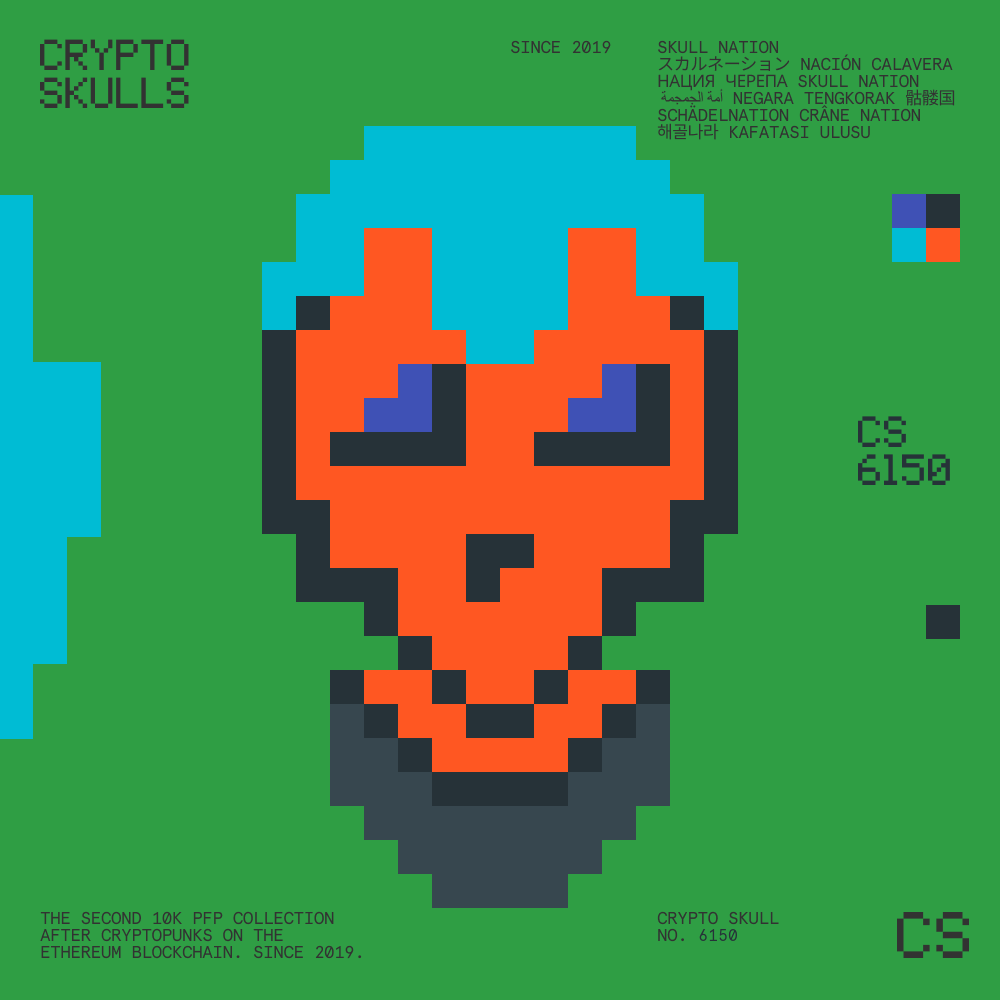 CRYPTO
SKULLS
SINCE 2019
SKULL NATION
スカルネーション NACIÓN CALAVERA
НАЦИЯ ЧЕРЕПА SKULL NATION
أمة الجمجمة NEGARA TENGKORAK 骷髅国
SCHÄDELNATION CRÂNE NATION
해골나라 KAFATASI ULUSU
CS
6150
THE SECOND 10K PFP COLLECTION
AFTER CRYPTOPUNKS ON THE
ETHEREUM BLOCKCHAIN. SINCE 2019.
CRYPTO SKULL
NO. 6150
CS